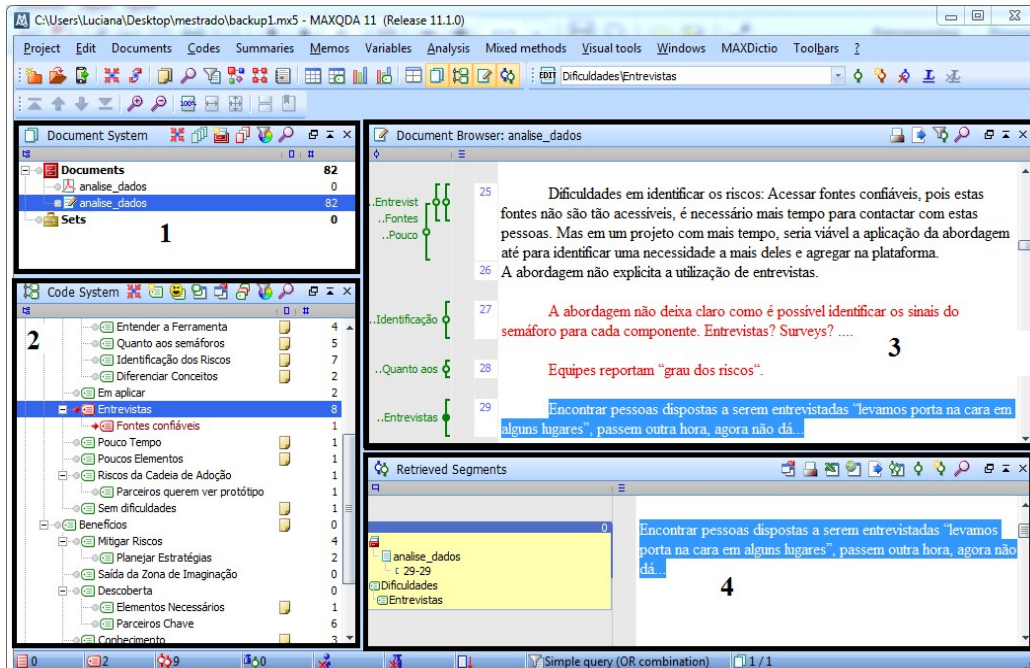 C:\Users\Luciana\Desktop\mestrado\backup1.mx5 - MAXQDA 11 (Release 11.1.0)
Project Edit Documents Codes Summaries Memos Variables Analysis Mixed methods Visual tools Windows MAXDictio Toolbars ?
EDIT Dificuldades\Entrevistas
100%
Document System
#
Documents 82
analise_dados 0
analise_dados 82
Sets 0
1
Code System
#
2
Entender a Ferramenta 4
Quanto aos semáforos 5
Identificação dos Riscos 7
Diferenciar Conceitos 2
Em aplicar 2
Entrevistas 8
Fontes confiáveis 1
Pouco Tempo 1
Poucos Elementos 1
Riscos da Cadeia de Adoção 1
Parceiros querem ver protótipo 1
Sem dificuldades 1
Benefícios 0
Mitigar Riscos 4
Planejar Estratégias 2
Saída da Zona de Imaginação 0
Descoberta 0
Elementos Necessários 1
Parceiros Chave 6
Conhecimento 3
Document Browser: analise_dados
..Entrevist
..Fontes
..Pouco
25 Dificuldades em identificar os riscos: Acessar fontes confiáveis, pois estas
fontes não são tão acessíveis, é necessário mais tempo para contactar com estas
pessoas. Mas em um projeto com mais tempo, seria viável a aplicação da abordagem
até para identificar uma necessidade a mais deles e agregar na plataforma.
26 A abordagem não explicita a utilização de entrevistas.
..Identificação 27 A abordagem não deixa claro como é possível identificar os sinais do
semáforo para cada componente. Entrevistas? Surveys? ....
3
..Quanto aos 28 Equipes reportam “grau dos riscos“.
..Entrevistas 29 Encontrar pessoas dispostas a serem entrevistadas “levamos porta na cara em
alguns lugares”, passem outra hora, agora não dá...
Retrieved Segments
0
analise_dados
29-29
Dificuldades
Entrevistas
Encontrar pessoas dispostas a serem entrevistadas “levamos
porta na cara em alguns lugares”, passem outra hora, agora não
dá...
4
0 2 9 0 Simple query (OR combination) 1 / 1